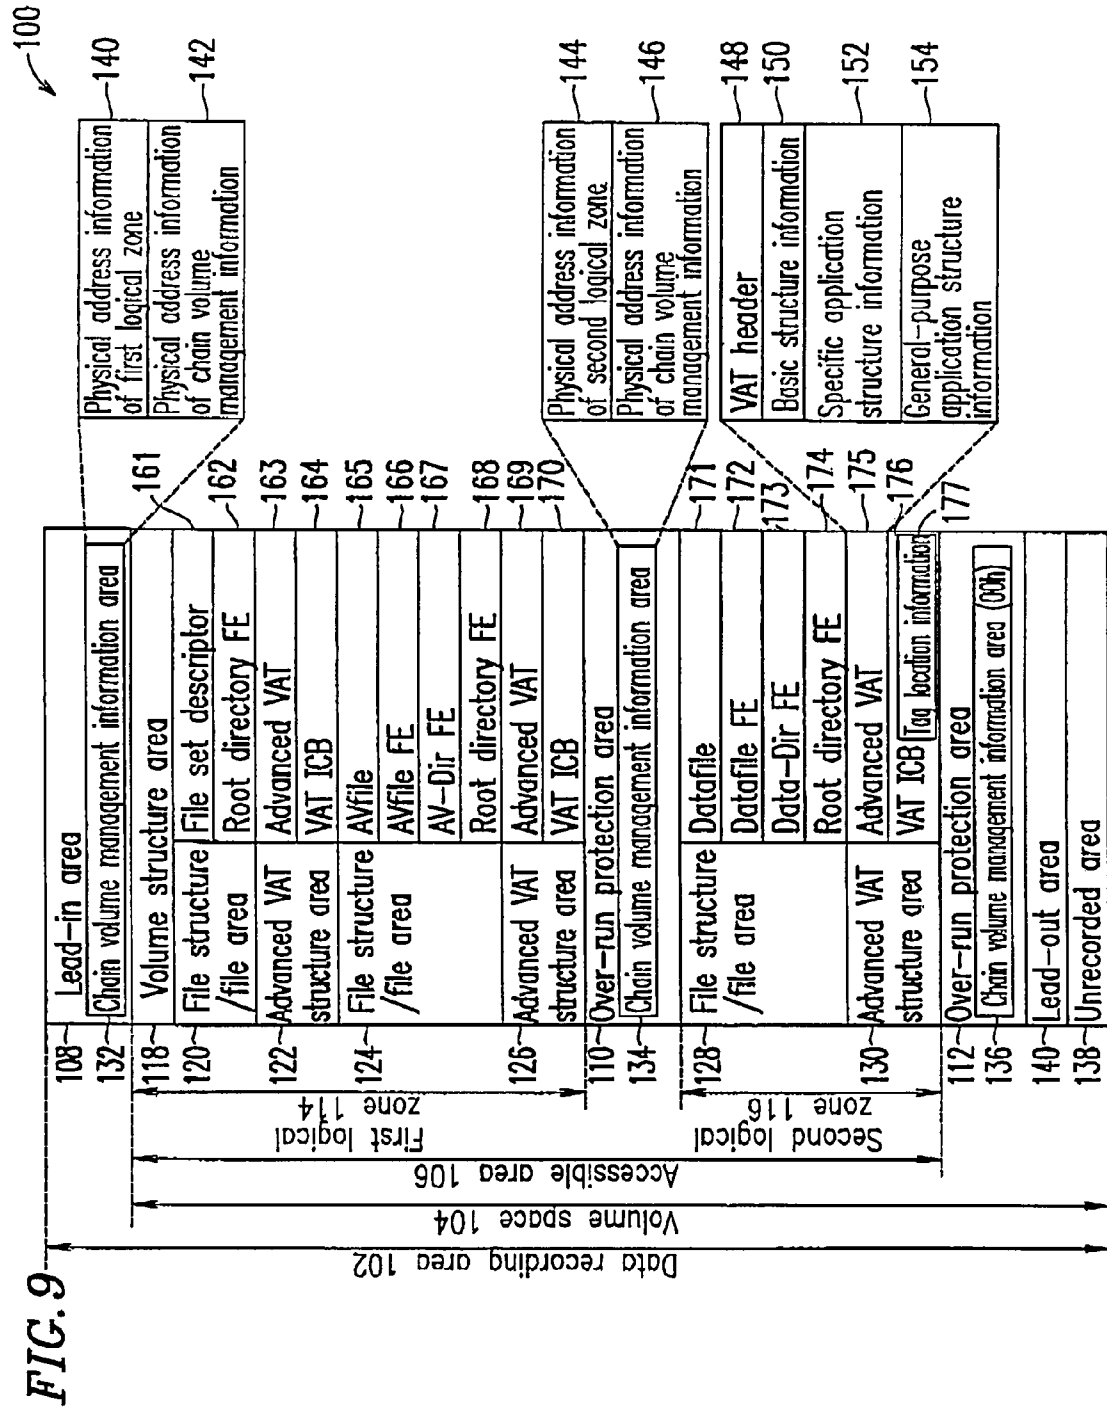 FIG. 9
100
Data recording area 102
Volume space 104
Accessible area 106
First logical
zone 114
Second logical
zone 116
108
Lead-in area
132
Chain volume management information area
118
Volume structure area
120
File structure
/file area
File set descriptor
161
Root directory FE
162
122
Advanced VAT
structure area
Advanced VAT
163
VAT ICB
164
124
File structure
/file area
AVfile
165
AVfile FE
166
AV-Dir FE
167
Root directory FE
168
126
Advanced VAT
structure area
Advanced VAT
169
VAT ICB
170
110
Over-run protection area
134
Chain volume management information area
128
File structure
/file area
Datafile
171
Datafile FE
172
Data-Dir FE
173
Root directory FE
174
130
Advanced VAT
structure area
Advanced VAT
175
VAT ICB
176
Tag location information
177
112
Over-run protection area
136
Chain volume management information area (00h)
140
Lead-out area
138
Unrecorded area
Physical address information
of first logical zone
140
Physical address information
of chain volume
management information
142
Physical address information
of second logical zone
144
Physical address information
of chain volume
management information
146
VAT header
148
Basic structure information
150
Specific application
structure information
152
General-purpose
application structure
information
154